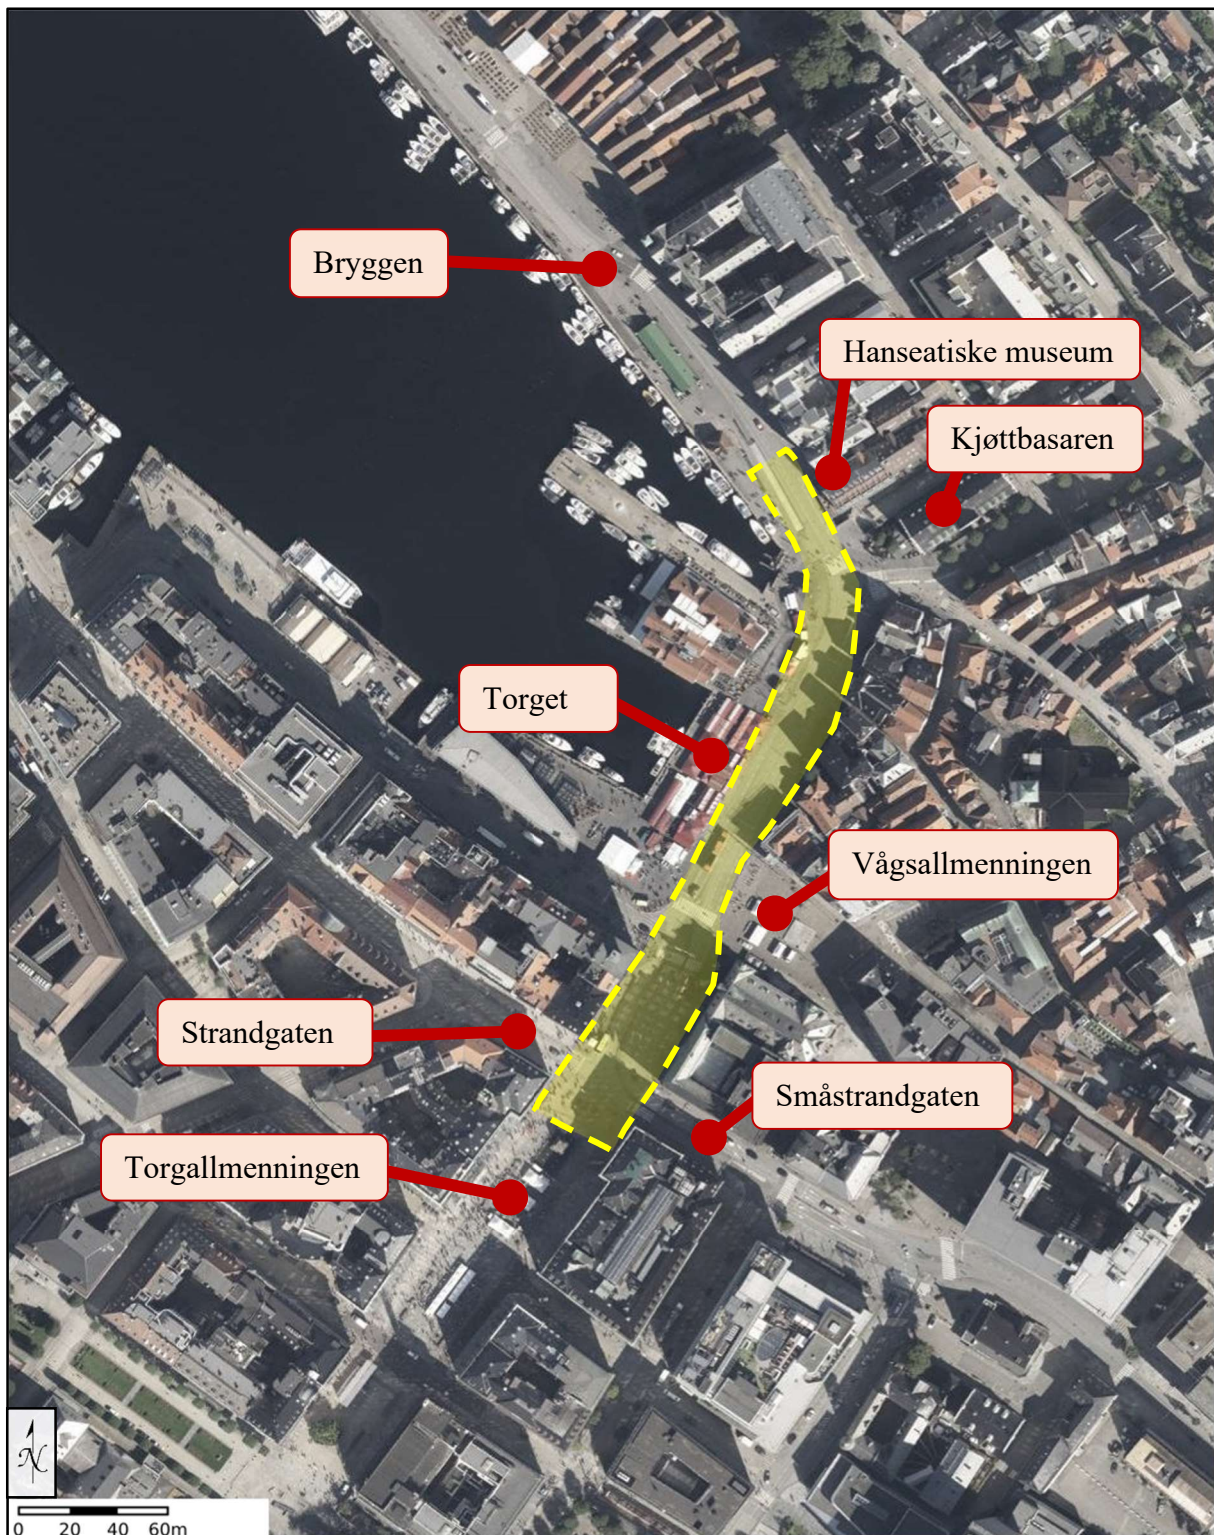 Bryggen
Hanseatiske museum
Kjøttbasaren
Torget
Vågsallmenningen
Strandgaten
Småstrandgaten
Torgallmenningen
N
0 20 40 60m